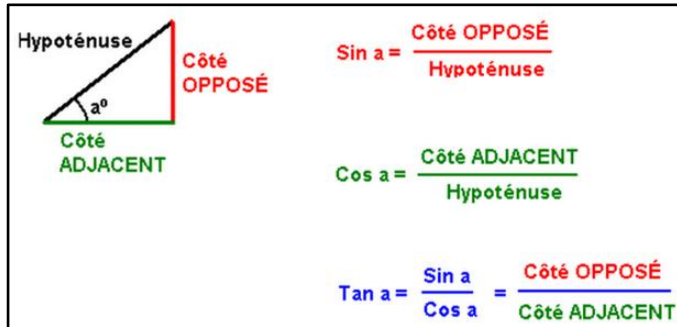 Hypoténuse
Côté
OPPOSÉ
aº
Côté
ADJACENT
Sin a = Côté OPPOSÉ
Hypoténuse
Cos a = Côté ADJACENT
Hypoténuse
Tan a = Sin a = Côté OPPOSÉ
Cos a Côté ADJACENT